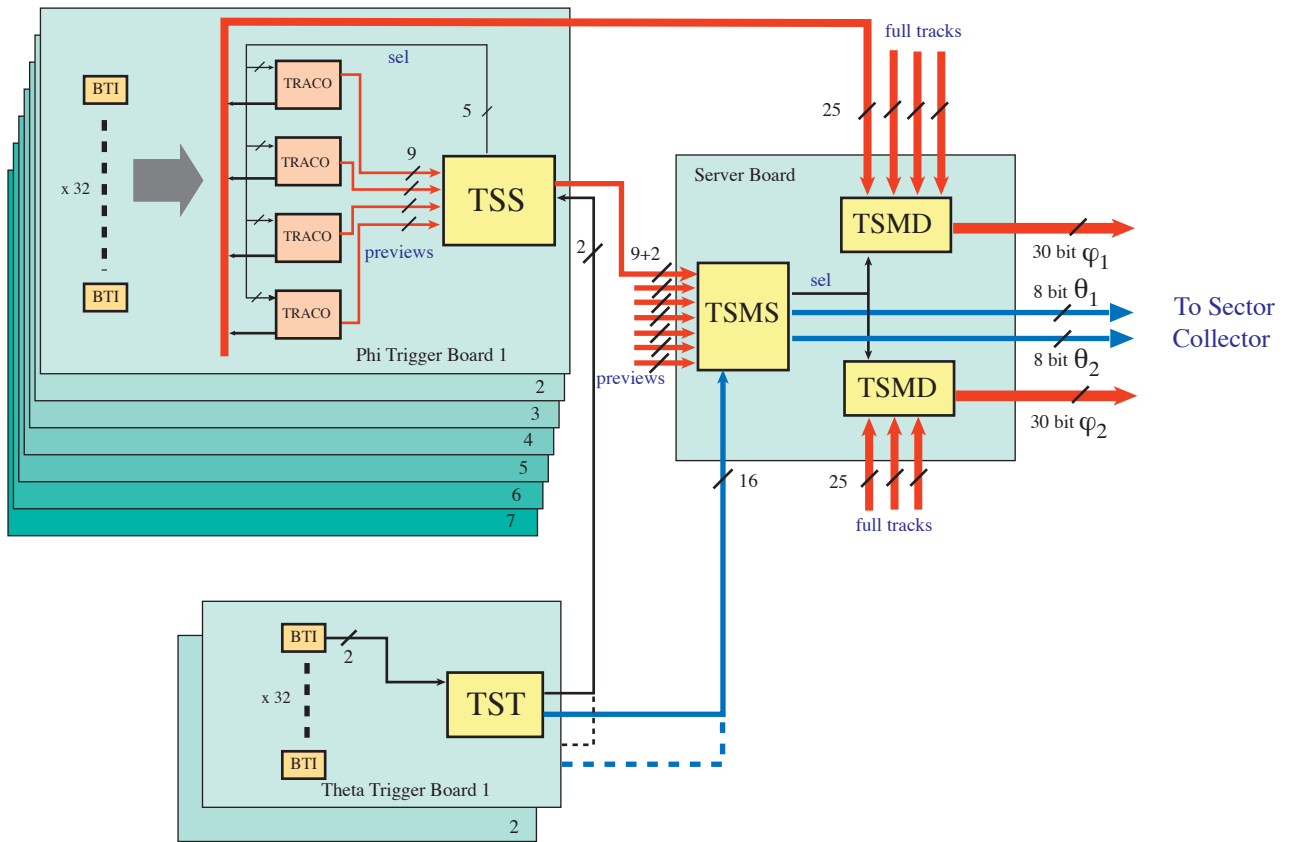 BTI
x 32
BTI
sel
TRACO
TRACO
TRACO
TRACO
5
9
TSS
previews
Phi Trigger Board 1
2
3
4
5
6
7
2
9+2
previews
full tracks
25
Server Board
TSMD
TSMS
sel
TSMD
30 bit φ1
8 bit θ1
8 bit θ2
30 bit φ2
To Sector
Collector
16
25
full tracks
BTI
2
x 32
TST
BTI
Theta Trigger Board 1
2